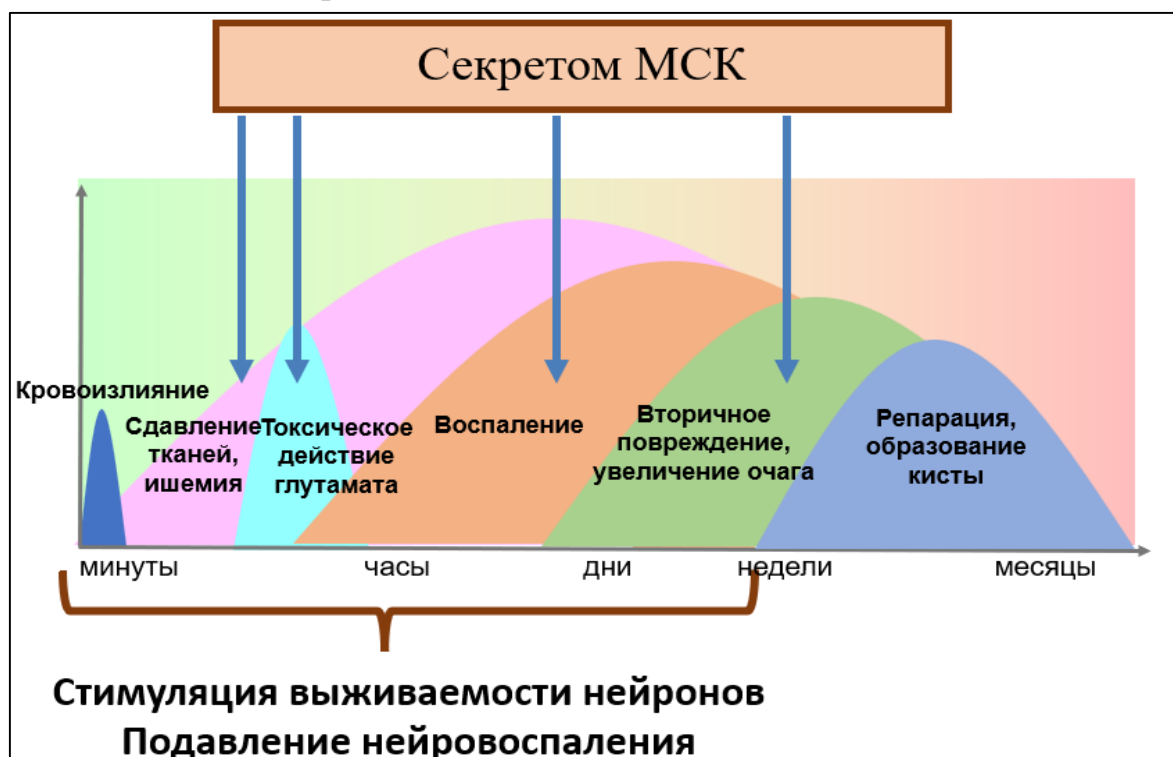 Секретом МСК
Кровоизлияние
Сдавление
тканей,
ишемия
Токсическое
действие
глутамата
Воспаление
Вторичное
повреждение,
увеличение очага
Репарация,
образование
кисты
минуты
часы
дни
недели
месяцы
Стимуляция выживаемости нейронов
Подавление нейровоспаления